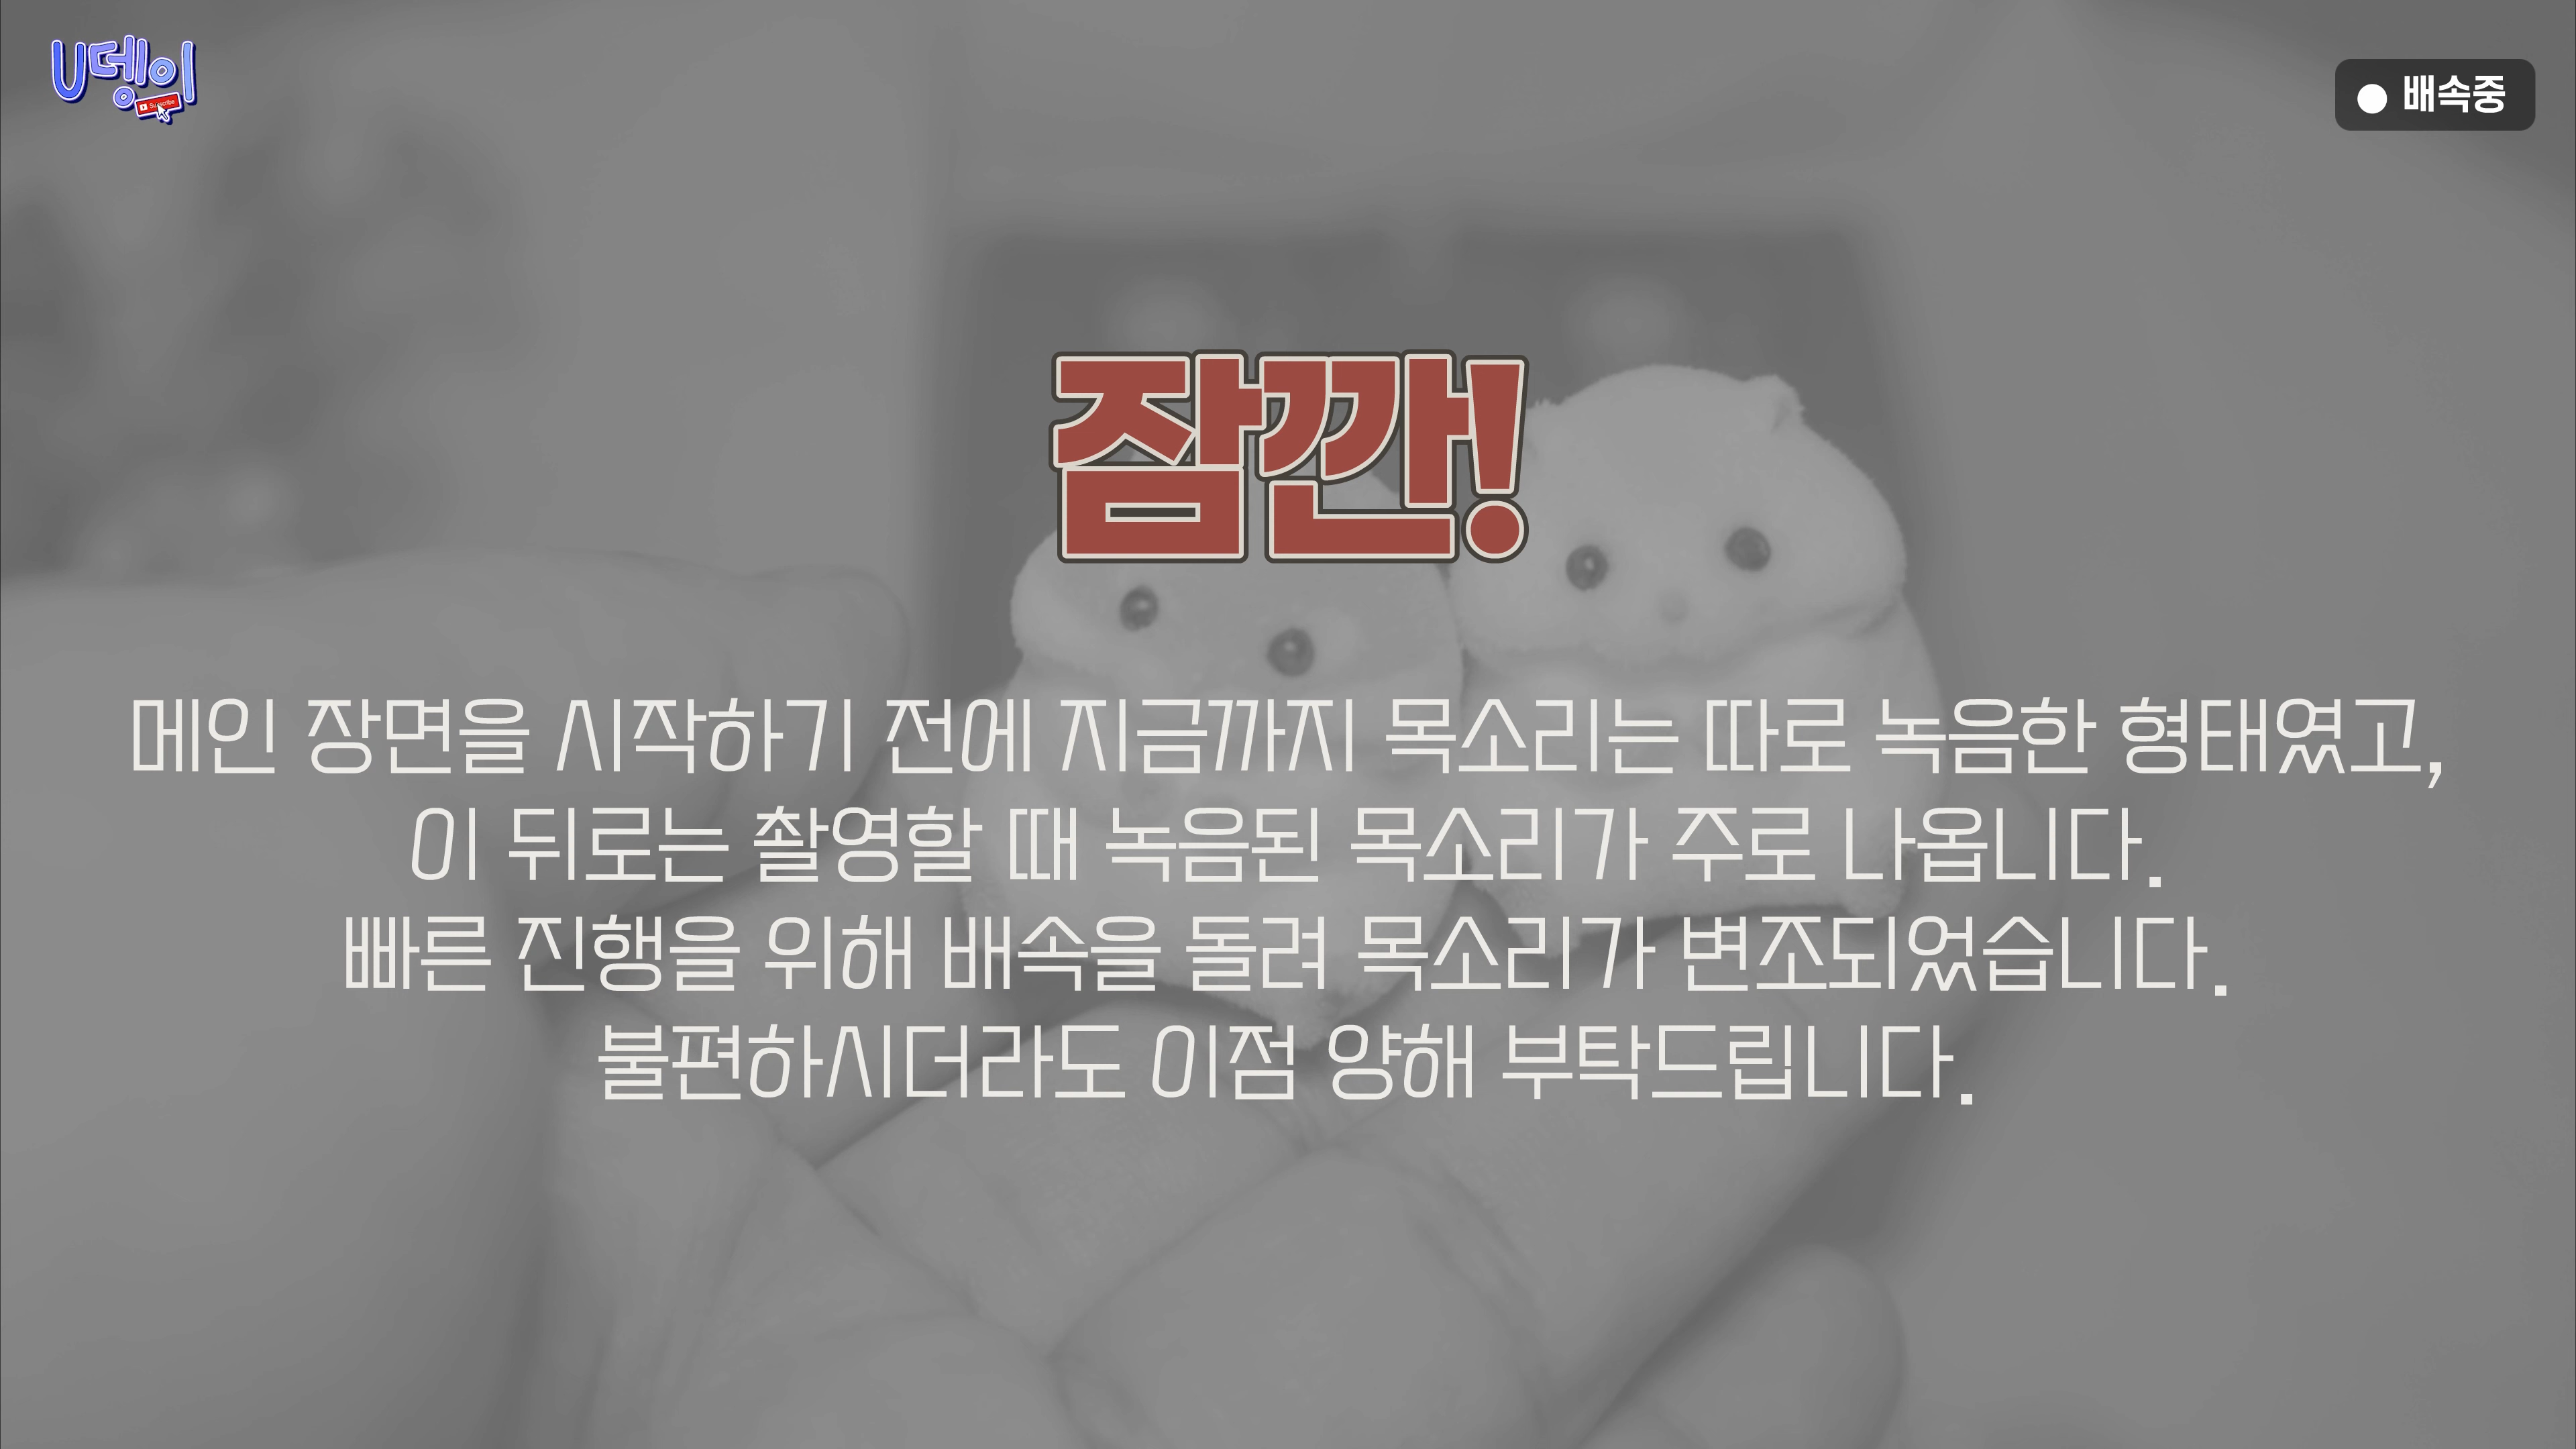 U뎅이
Subscribe
배속중
잠깐!
메인 장면을 시작하기 전에 지금까지 목소리는 따로 녹음한 형태였고,
이 뒤로는 촬영할 때 녹음된 목소리가 주로 나옵니다.
빠른 진행을 위해 배속을 돌려 목소리가 변조되었습니다.
불편하시더라도 이점 양해 부탁드립니다.